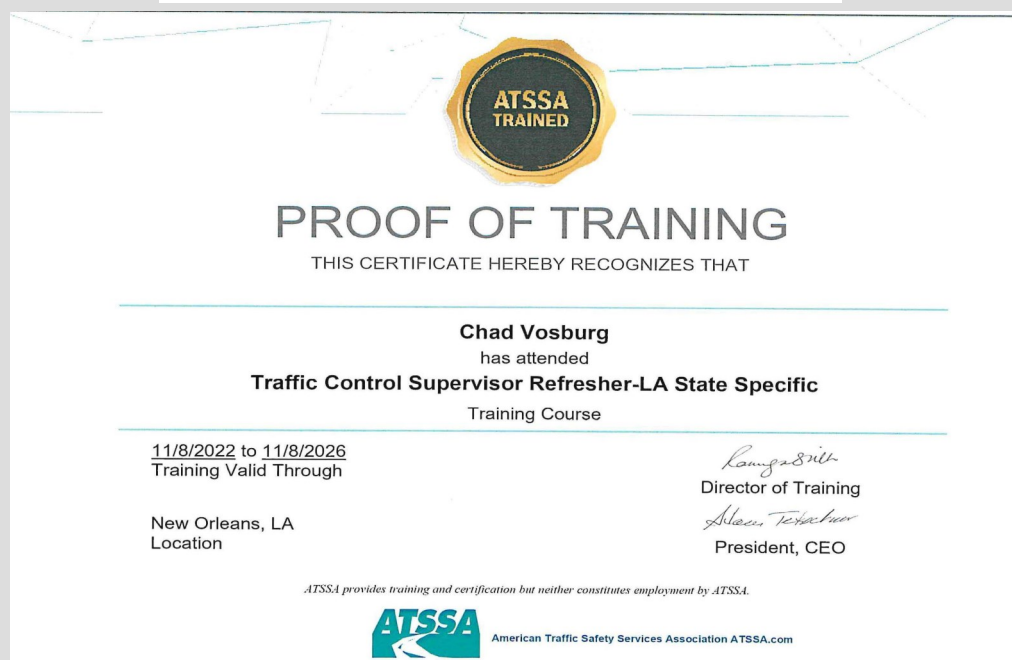 ATSSA
TRAINED
PROOF OF TRAINING
THIS CERTIFICATE HEREBY RECOGNIZES THAT
Chad Vosburg
has attended
Traffic Control Supervisor Refresher-LA State Specific
Training Course
11/8/2022 to 11/8/2026
Training Valid Through
Director of Training
New Orleans, LA
Location
President, CEO
ATSSA provides training and certification but neither constitutes employment by ATSSA.
ATSSA
American Traffic Safety Services Association ATSSA.com